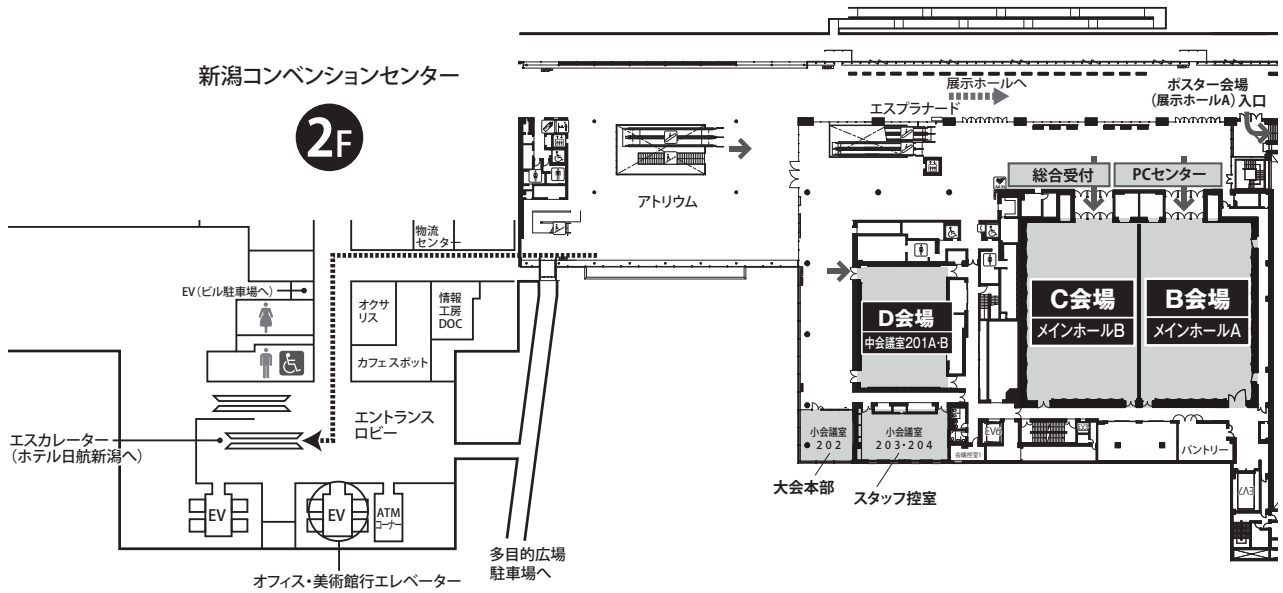 新潟コンベンションセンター
2F
展示ホールへ
エスプラナード
ポスター会場
(展示ホールA) 入口
総合受付
PCセンター
アトリウム
物流
センター
EV(ビル駐車場へ)
オクサ
リス
情報
工房
DOC
カフェスポット
C会場
メインホールB
B会場
メインホールA
D会場
中会議室201A・B
エントランス
ロビー
エスカレーター
(ホテル日航新潟へ)
小会議室
202
小会議室
203・204
会議控室1
EV6
パントリー
EV7
大会本部
スタッフ控室
EV
EV
ATM
コーナー
多目的広場
駐車場へ
オフィス・美術館行エレベーター